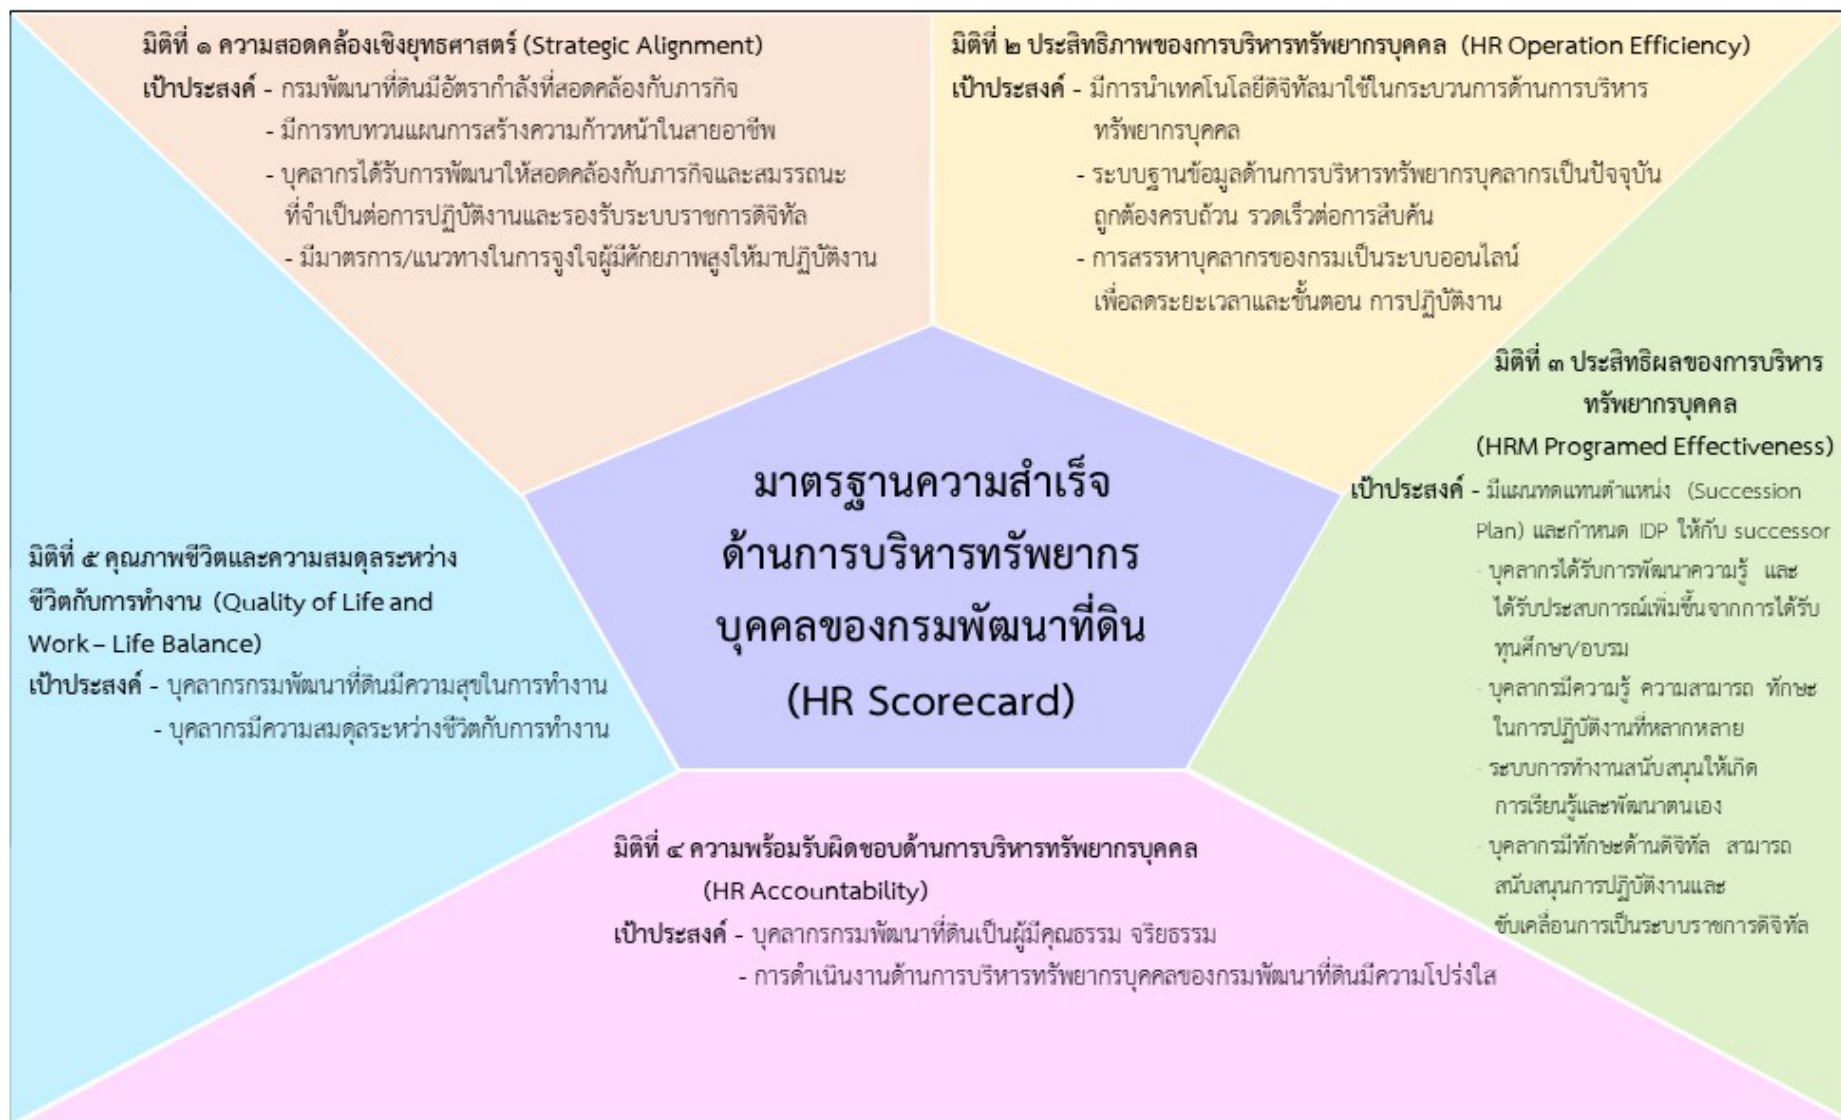 มิติที่ ๑ ความสอดคล้องเชิงยุทธศาสตร์ (Strategic Alignment)
เป้าประสงค์ - กรมพัฒนาที่ดินมีอัตรากำลังที่สอดคล้องกับภารกิจ
- มีการทบทวนแผนการสร้างความก้าวหน้าในสายอาชีพ
- บุคลากรได้รับการพัฒนาให้สอดคล้องกับภารกิจและสมรรถนะ
ที่จำเป็นต่อการปฏิบัติงานและรองรับระบบราชการดิจิทัล
- มีมาตรการ/แนวทางในการจูงใจผู้มีศักยภาพสูงให้มาปฏิบัติงาน
มิติที่ ๒ ประสิทธิภาพของการบริหารทรัพยากรบุคคล (HR Operation Efficiency)
เป้าประสงค์ - มีการนำเทคโนโลยีดิจิทัลมาใช้ในกระบวนการด้านการบริหาร
ทรัพยากรบุคคล
- ระบบฐานข้อมูลด้านการบริหารทรัพยากรบุคลากรเป็นปัจจุบัน
ถูกต้องครบถ้วน รวดเร็วต่อการสืบค้น
- การสรรหาบุคลากรของกรมเป็นระบบออนไลน์
เพื่อลดระยะเวลาและขั้นตอน การปฏิบัติงาน
มิติที่ ๓ ประสิทธิผลของการบริหาร
ทรัพยากรบุคคล
(HRM Programed Effectiveness)
เป้าประสงค์ - มีแผนทดแทนตำแหน่ง (Succession
Plan) และกำหนด IDP ให้กับ successor
- บุคลากรได้รับการพัฒนาความรู้ และ
ได้รับประสบการณ์เพิ่มขึ้นจากการได้รับ
ทุนศึกษา/อบรม
- บุคลากรมีความรู้ ความสามารถ ทักษะ
ในการปฏิบัติงานที่หลากหลาย
- ระบบการทำงานสนับสนุนให้เกิด
การเรียนรู้และพัฒนาตนเอง
- บุคลากรมีทักษะด้านดิจิทัล สามารถ
สนับสนุนการปฏิบัติงานและ
ขับเคลื่อนการเป็นระบบราชการดิจิทัล
มาตรฐานความสำเร็จ
ด้านการบริหารทรัพยากร
บุคคลของกรมพัฒนาที่ดิน
(HR Scorecard)
มิติที่ ๕ คุณภาพชีวิตและความสมดุลระหว่าง
ชีวิตกับการทำงาน (Quality of Life and
Work – Life Balance)
เป้าประสงค์ - บุคลากรกรมพัฒนาที่ดินมีความสุขในการทำงาน
- บุคลากรมีความสมดุลระหว่างชีวิตกับการทำงาน
มิติที่ ๔ ความพร้อมรับผิดชอบด้านการบริหารทรัพยากรบุคคล
(HR Accountability)
เป้าประสงค์ - บุคลากรกรมพัฒนาที่ดินเป็นผู้มีคุณธรรม จริยธรรม
- การดำเนินงานด้านการบริหารทรัพยากรบุคคลของกรมพัฒนาที่ดินมีความโปร่งใส